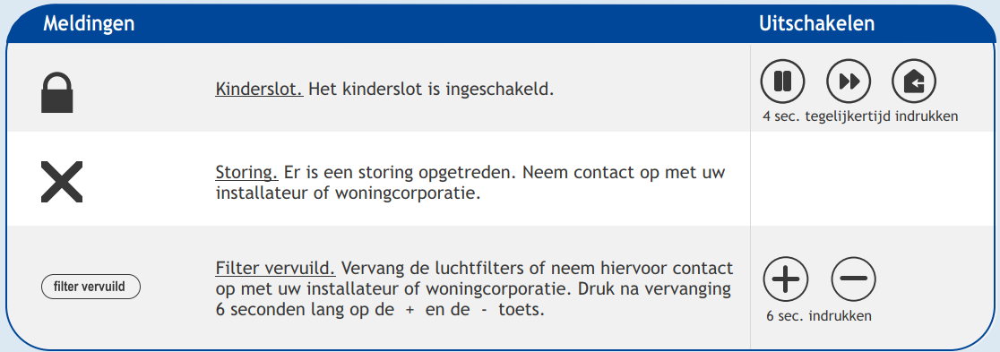 Meldingen
Uitschakelen
Kinderslot. Het kinderslot is ingeschakeld.
4 sec. tegelijkertijd indrukken
Storing. Er is een storing opgetreden. Neem contact op met uw
installateur of woningcorporatie.
filter vervuild
Filter vervuild. Vervang de luchtfilters of neem hiervoor contact
op met uw installateur of woningcorporatie. Druk na vervanging
6 seconden lang op de + en de - toets.
6 sec. indrukken